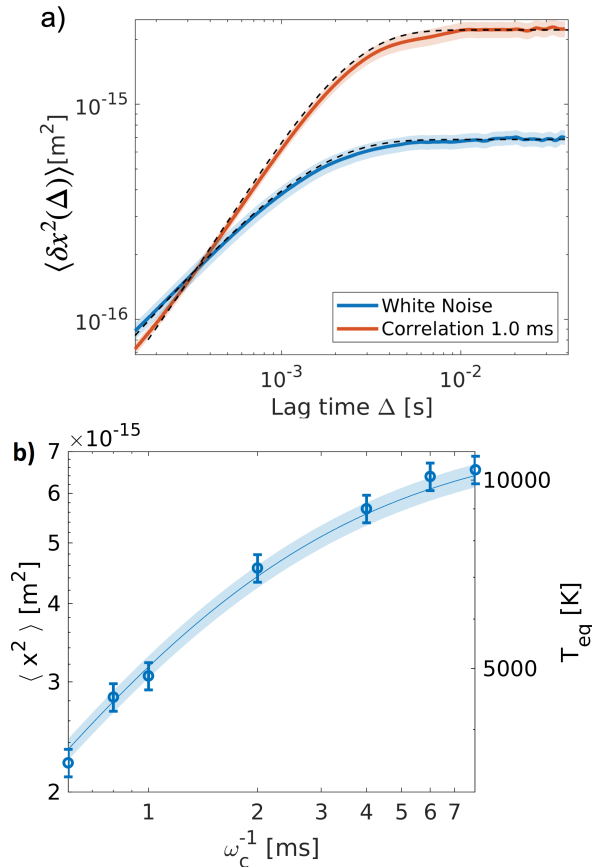 a)
10^-15
10^-16
⟨δx²(Δ)⟩[m²]
White Noise
Correlation 1.0 ms
10^-3
10^-2
Lag time Δ [s]
b)
×10^-15
7
6
5
4
3
2
⟨ x² ⟩ [m²]
10000
5000
T_eq [K]
1 2 3 4 5 6 7
ω_c^-1 [ms]